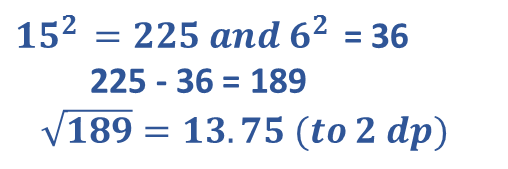 15² = 225 and 6² = 36
225 - 36 = 189
√189 = 13.75 (to 2 dp)